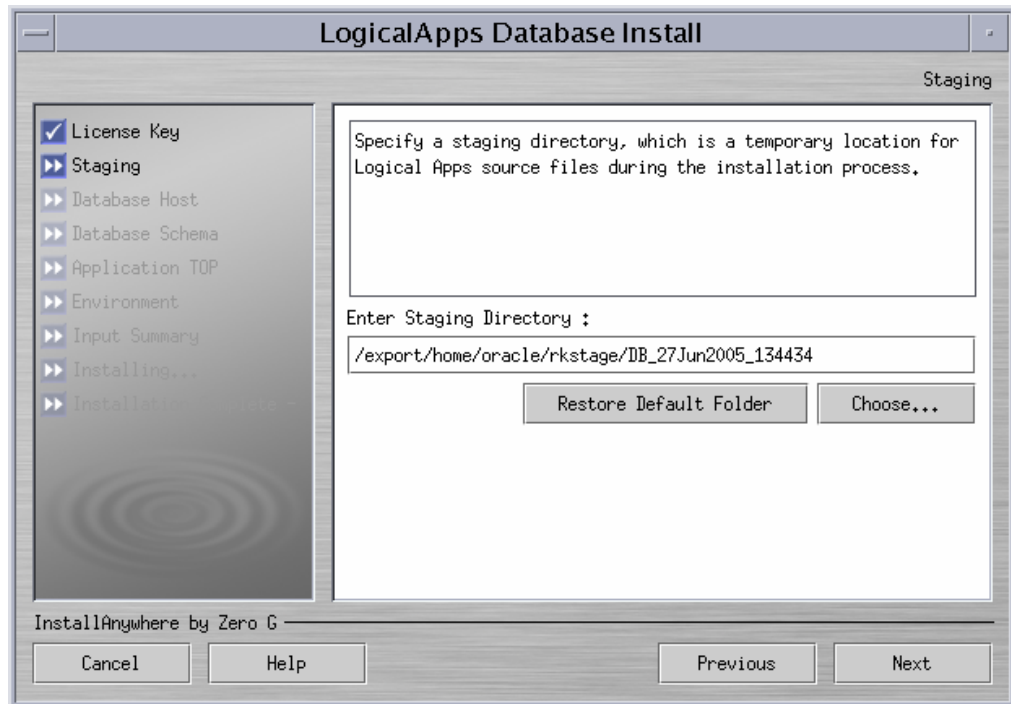 LogicalApps Database Install
Staging
License Key
Staging
Database Host
Database Schema
Application TOP
Environment
Input Summary
Installing...
Specify a staging directory, which is a temporary location for
Logical Apps source files during the installation process.
Enter Staging Directory :
/export/home/oracle/rkstage/DB_27Jun2005_134434
Restore Default Folder
Choose...
InstallAnywhere by Zero G
Cancel
Help
Previous
Next